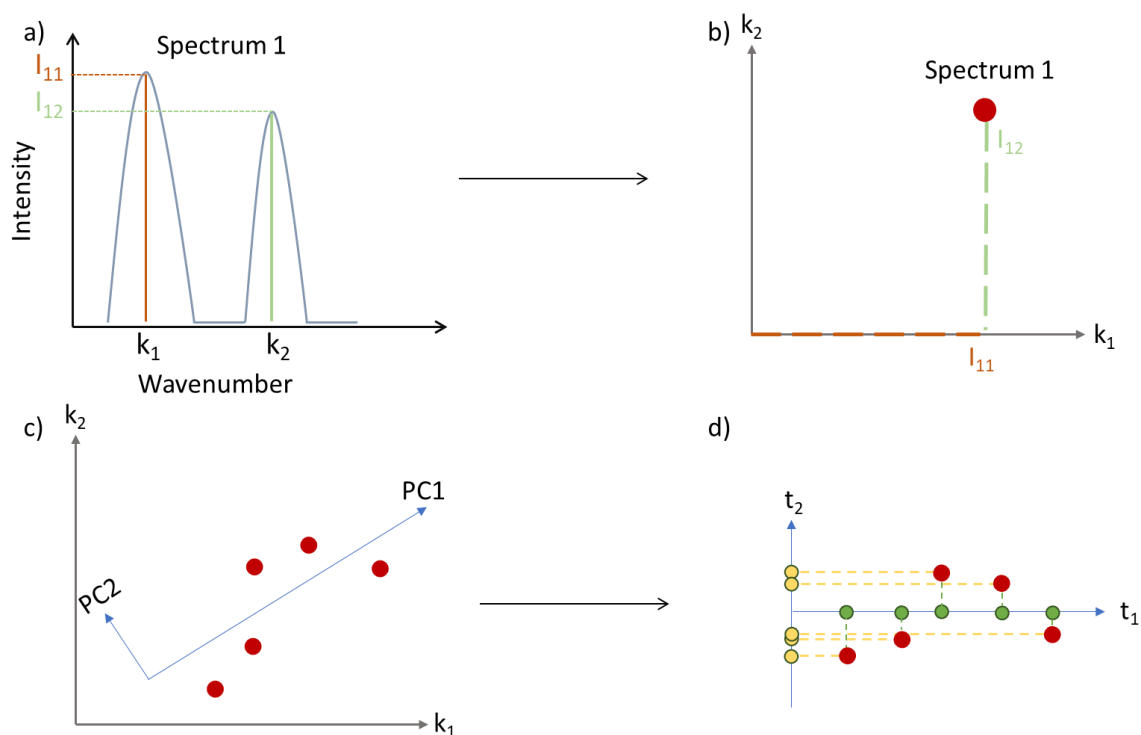 a)
Spectrum 1
I₁₁
I₁₂
Intensity
k₁
k₂
Wavenumber
b)
k₂
Spectrum 1
I₁₂
I₁₁
k₁
c)
k₂
PC1
PC2
k₁
d)
t₂
t₁